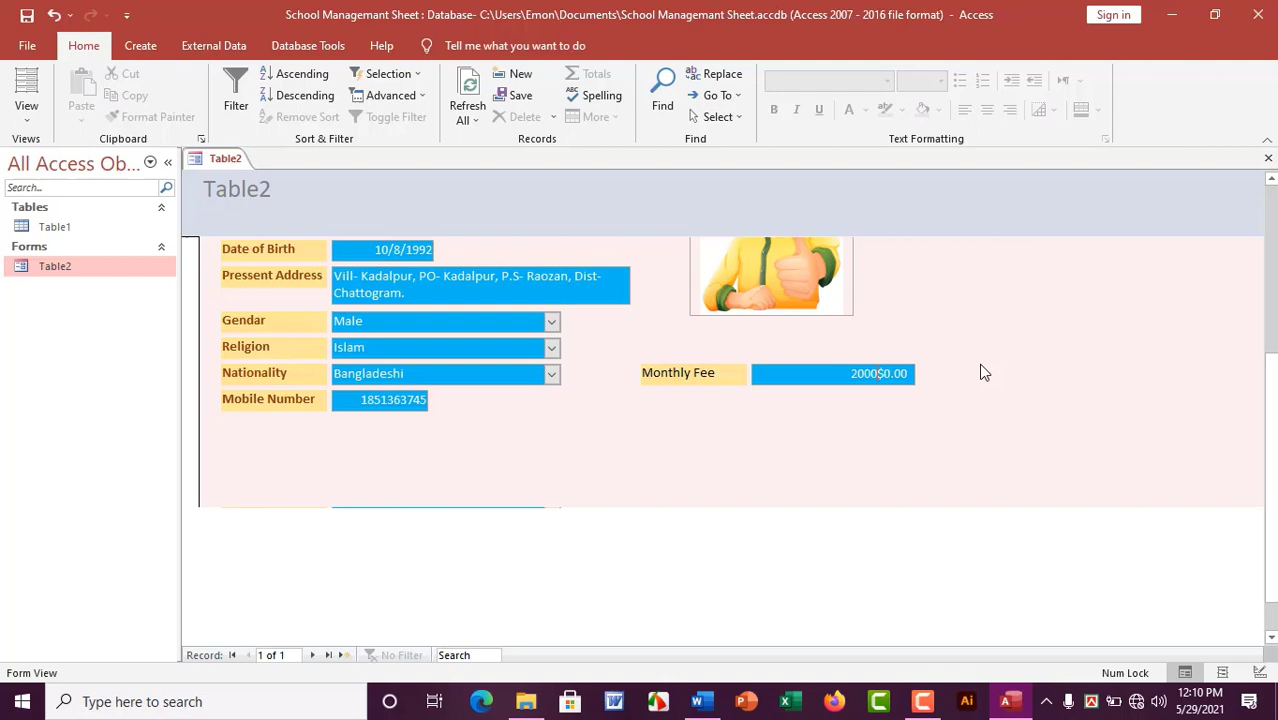 School Managamant Sheet : Database- C:\Users\Emon\Documents\School Managamant Sheet.accdb (Access 2007 - 2016 file format) - Access
Sign in
File Home Create External Data Database Tools Help Tell me what you want to do
View
Views
Paste
Cut
Copy
Format Painter
Clipboard
Filter
Ascending
Descending
Remove Sort
Selection
Advanced
Toggle Filter
Sort & Filter
Refresh
All
New
Save
Delete
Totals
Spelling
More
Records
Find
Replace
Go To
Select
Find
B I U A
Text Formatting
All Access Ob...
Search...
Tables
Table1
Forms
Table2
Table2
Table2
Date of Birth 10/8/1992
Pressent Address Vill- Kadalpur, PO- Kadalpur, P.S- Raozan, Dist-
Chattogram.
Gendar Male
Religion Islam
Nationality Bangladeshi
Monthly Fee 2000$0.00
Mobile Number 1851363745
Record: 1 of 1 No Filter Search
Form View
Num Lock
Type here to search
12:10 PM
5/29/2021